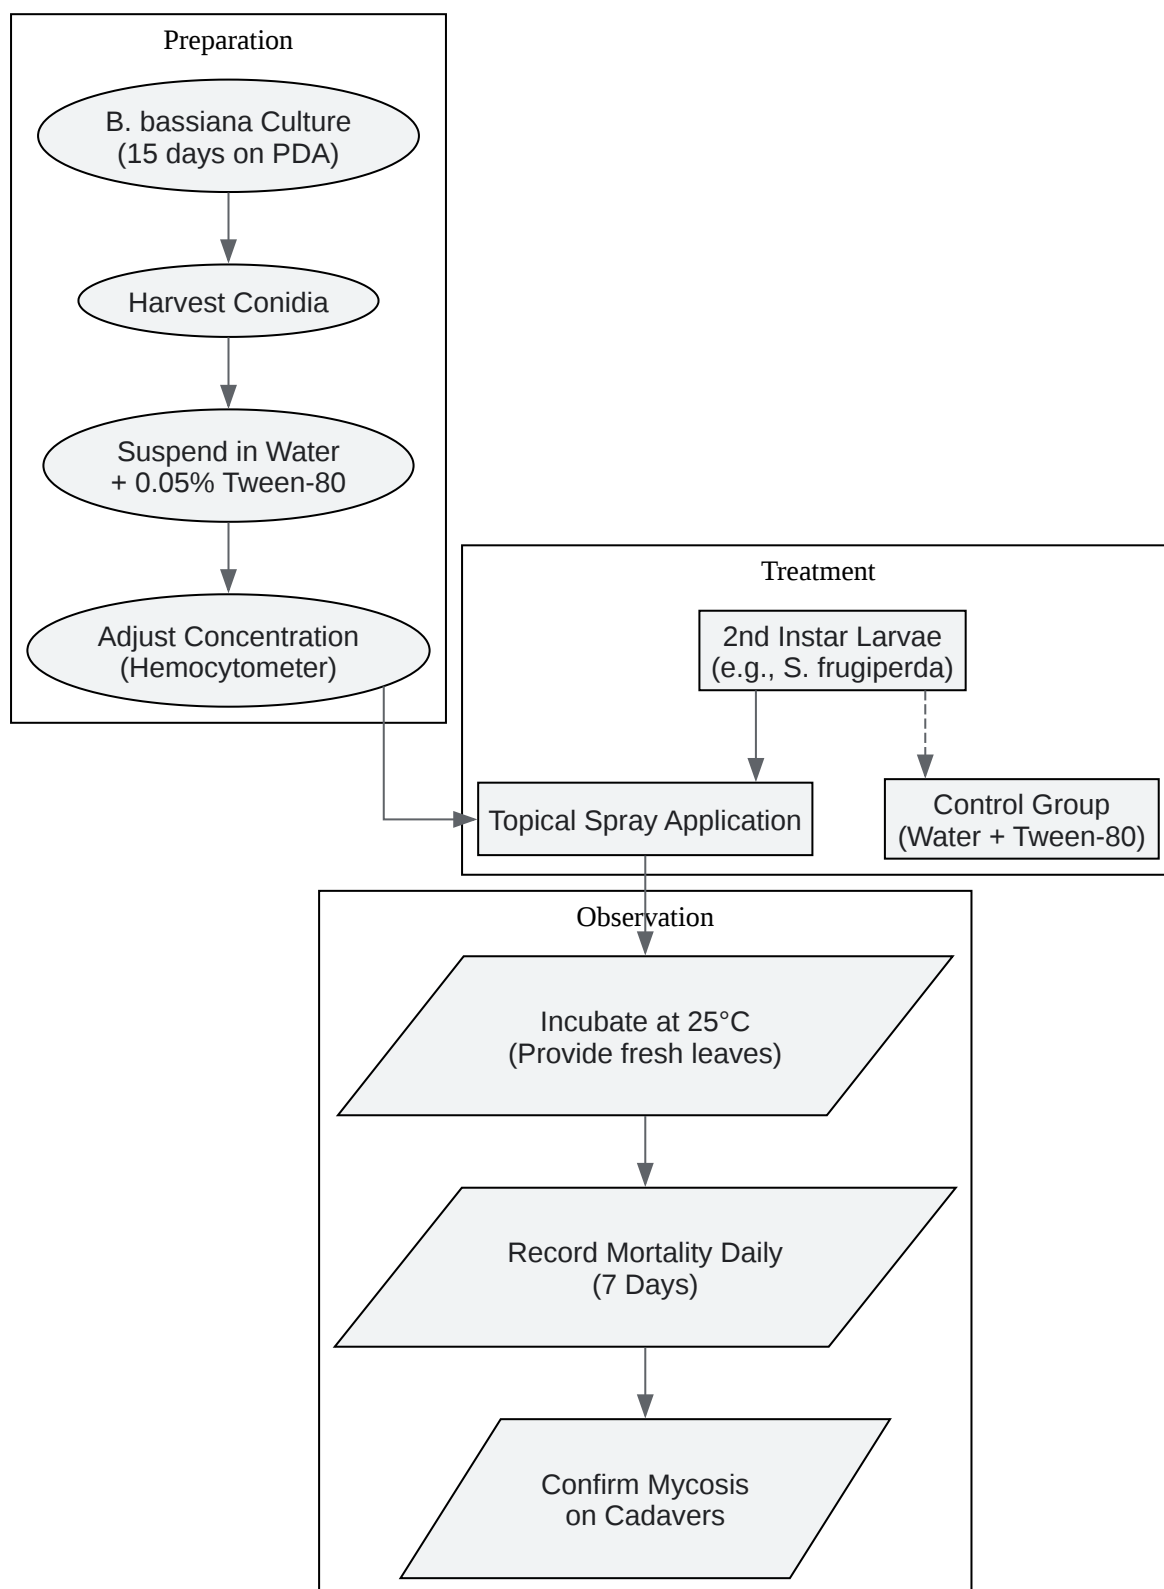 Preparation
B. bassiana Culture
(15 days on PDA)
Harvest Conidia
Suspend in Water
+ 0.05% Tween-80
Adjust Concentration
(Hemocytometer)
Treatment
2nd Instar Larvae
(e.g., S. frugiperda)
Topical Spray Application
Control Group
(Water + Tween-80)
Observation
Incubate at 25°C
(Provide fresh leaves)
Record Mortality Daily
(7 Days)
Confirm Mycosis
on Cadavers